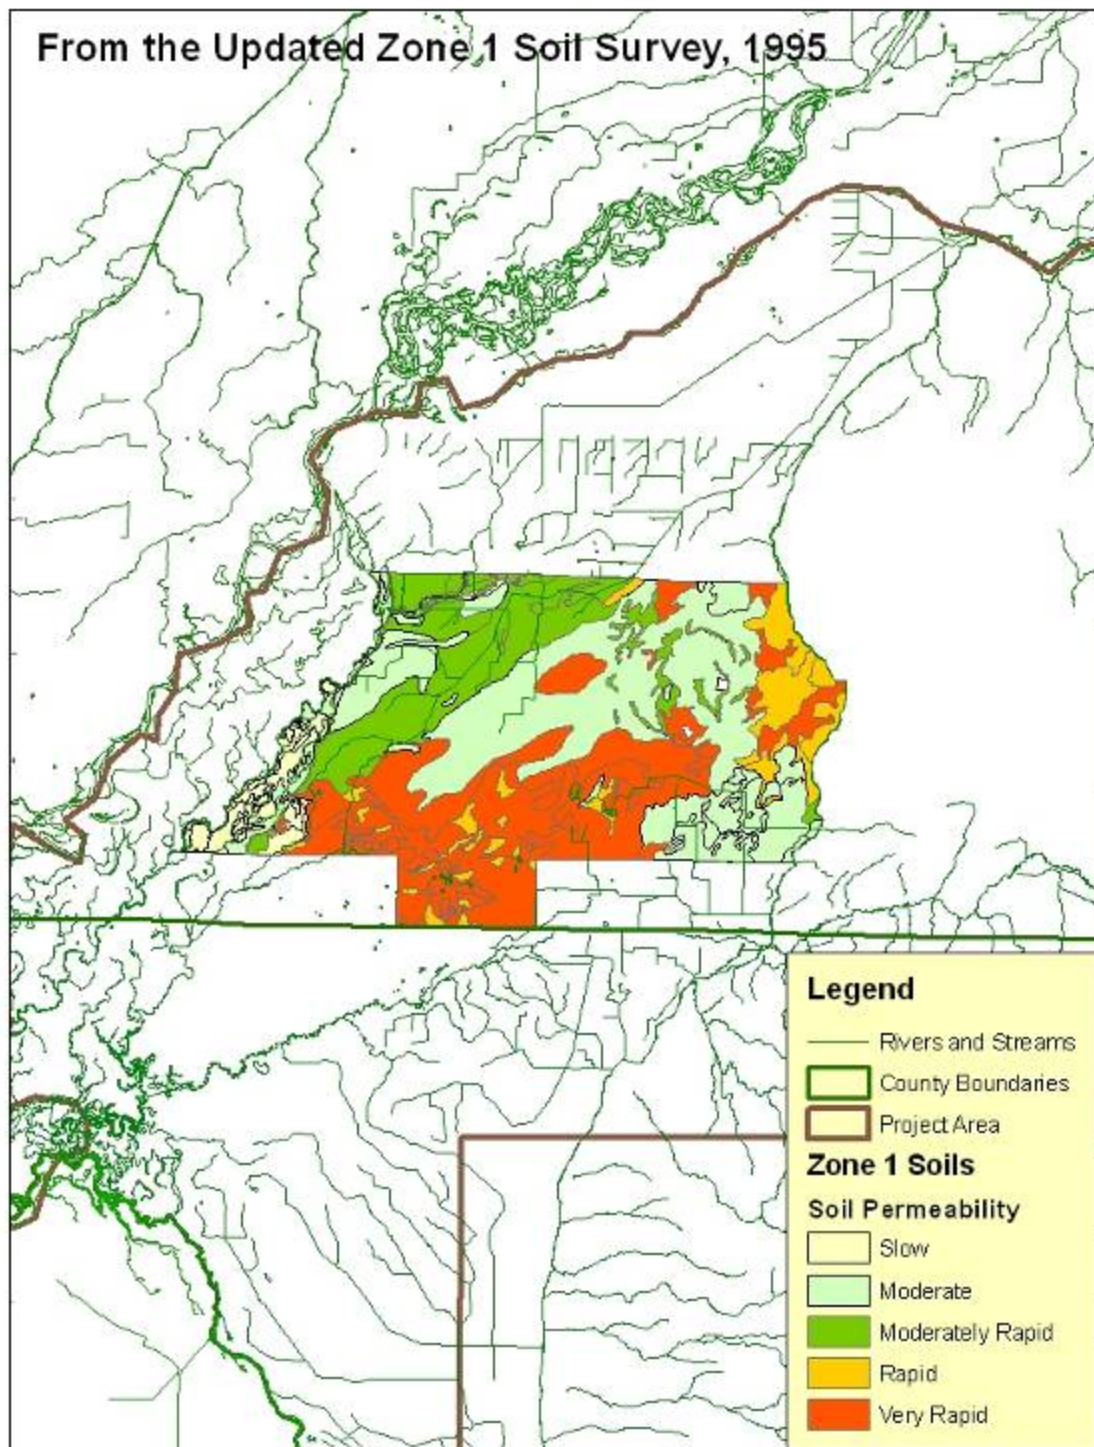 From the Updated Zone 1 Soil Survey, 1995
Legend
Rivers and Streams
County Boundaries
Project Area
Zone 1 Soils
Soil Permeability
Slow
Moderate
Moderately Rapid
Rapid
Very Rapid